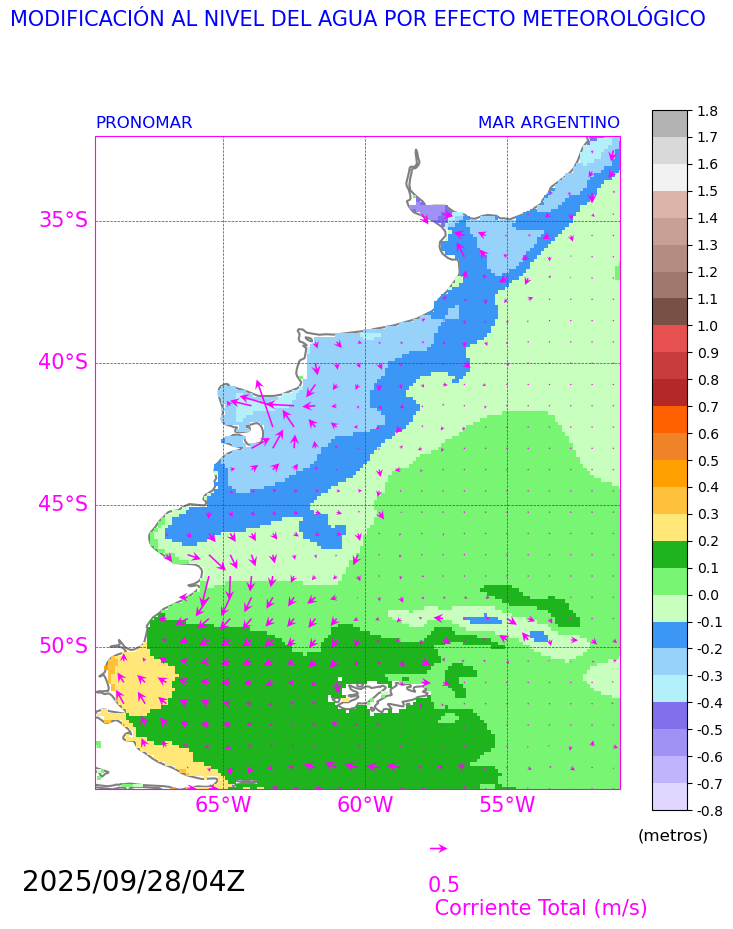 MODIFICACIÓN AL NIVEL DEL AGUA POR EFECTO METEOROLÓGICO
PRONOMAR MAR ARGENTINO
35°S
40°S
45°S
50°S
65°W 60°W 55°W
1.8
1.7
1.6
1.5
1.4
1.3
1.2
1.1
1.0
0.9
0.8
0.7
0.6
0.5
0.4
0.3
0.2
0.1
0.0
-0.1
-0.2
-0.3
-0.4
-0.5
-0.6
-0.7
-0.8
(metros)
2025/09/28/04Z
0.5
Corriente Total (m/s)